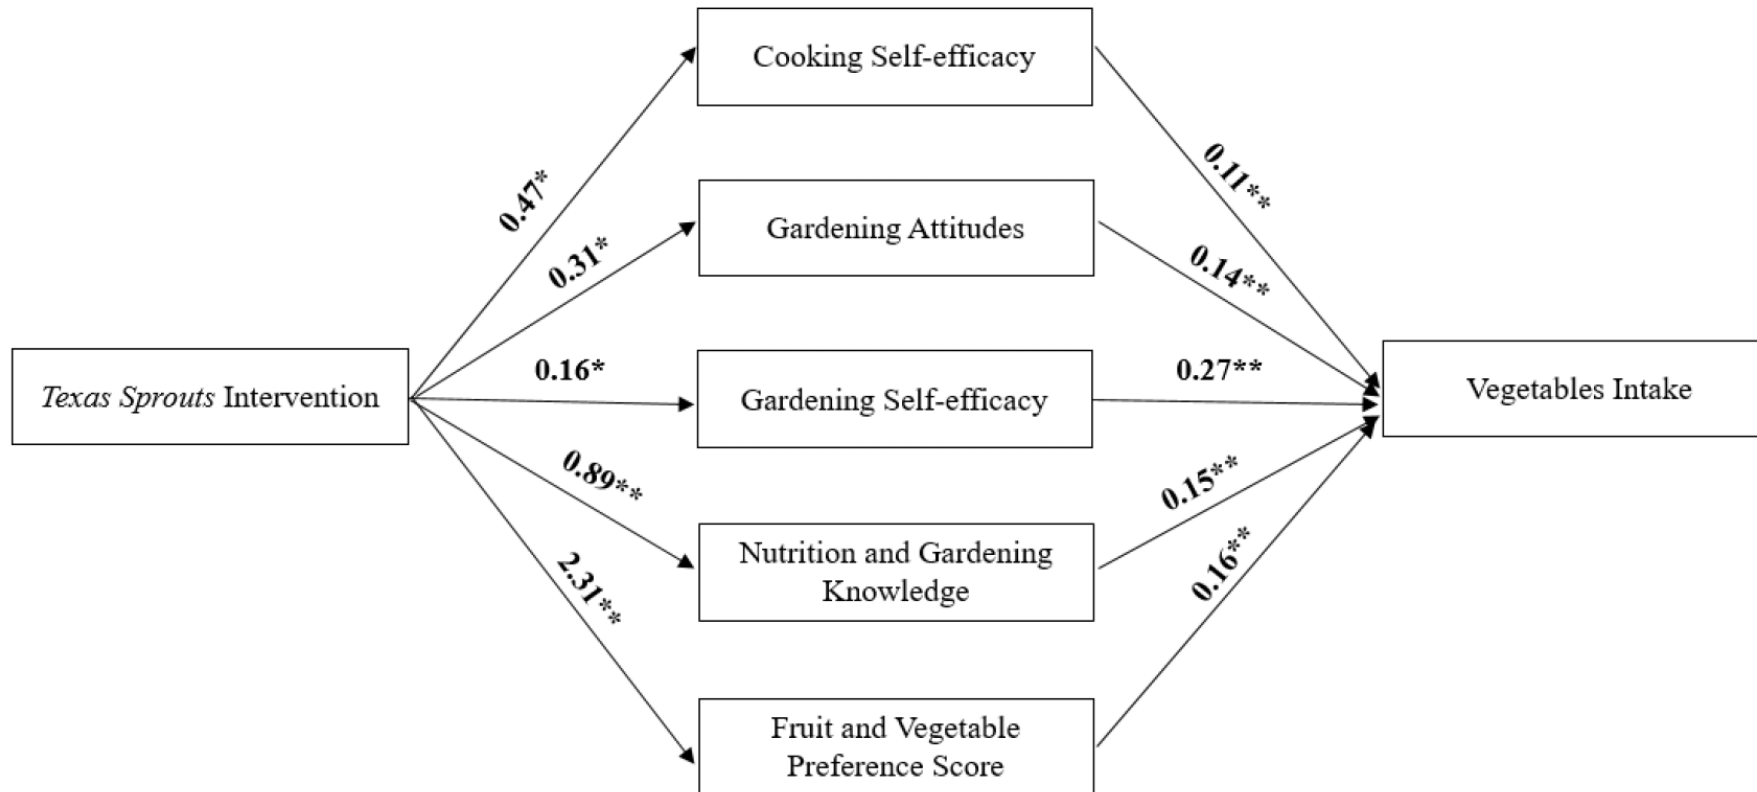 Cooking Self-efficacy
0.47*
0.11**
Gardening Attitudes
0.31*
0.14**
Texas Sprouts Intervention
0.16*
Gardening Self-efficacy
0.27**
Vegetables Intake
0.89**
0.15**
Nutrition and Gardening
Knowledge
2.31**
0.16**
Fruit and Vegetable
Preference Score